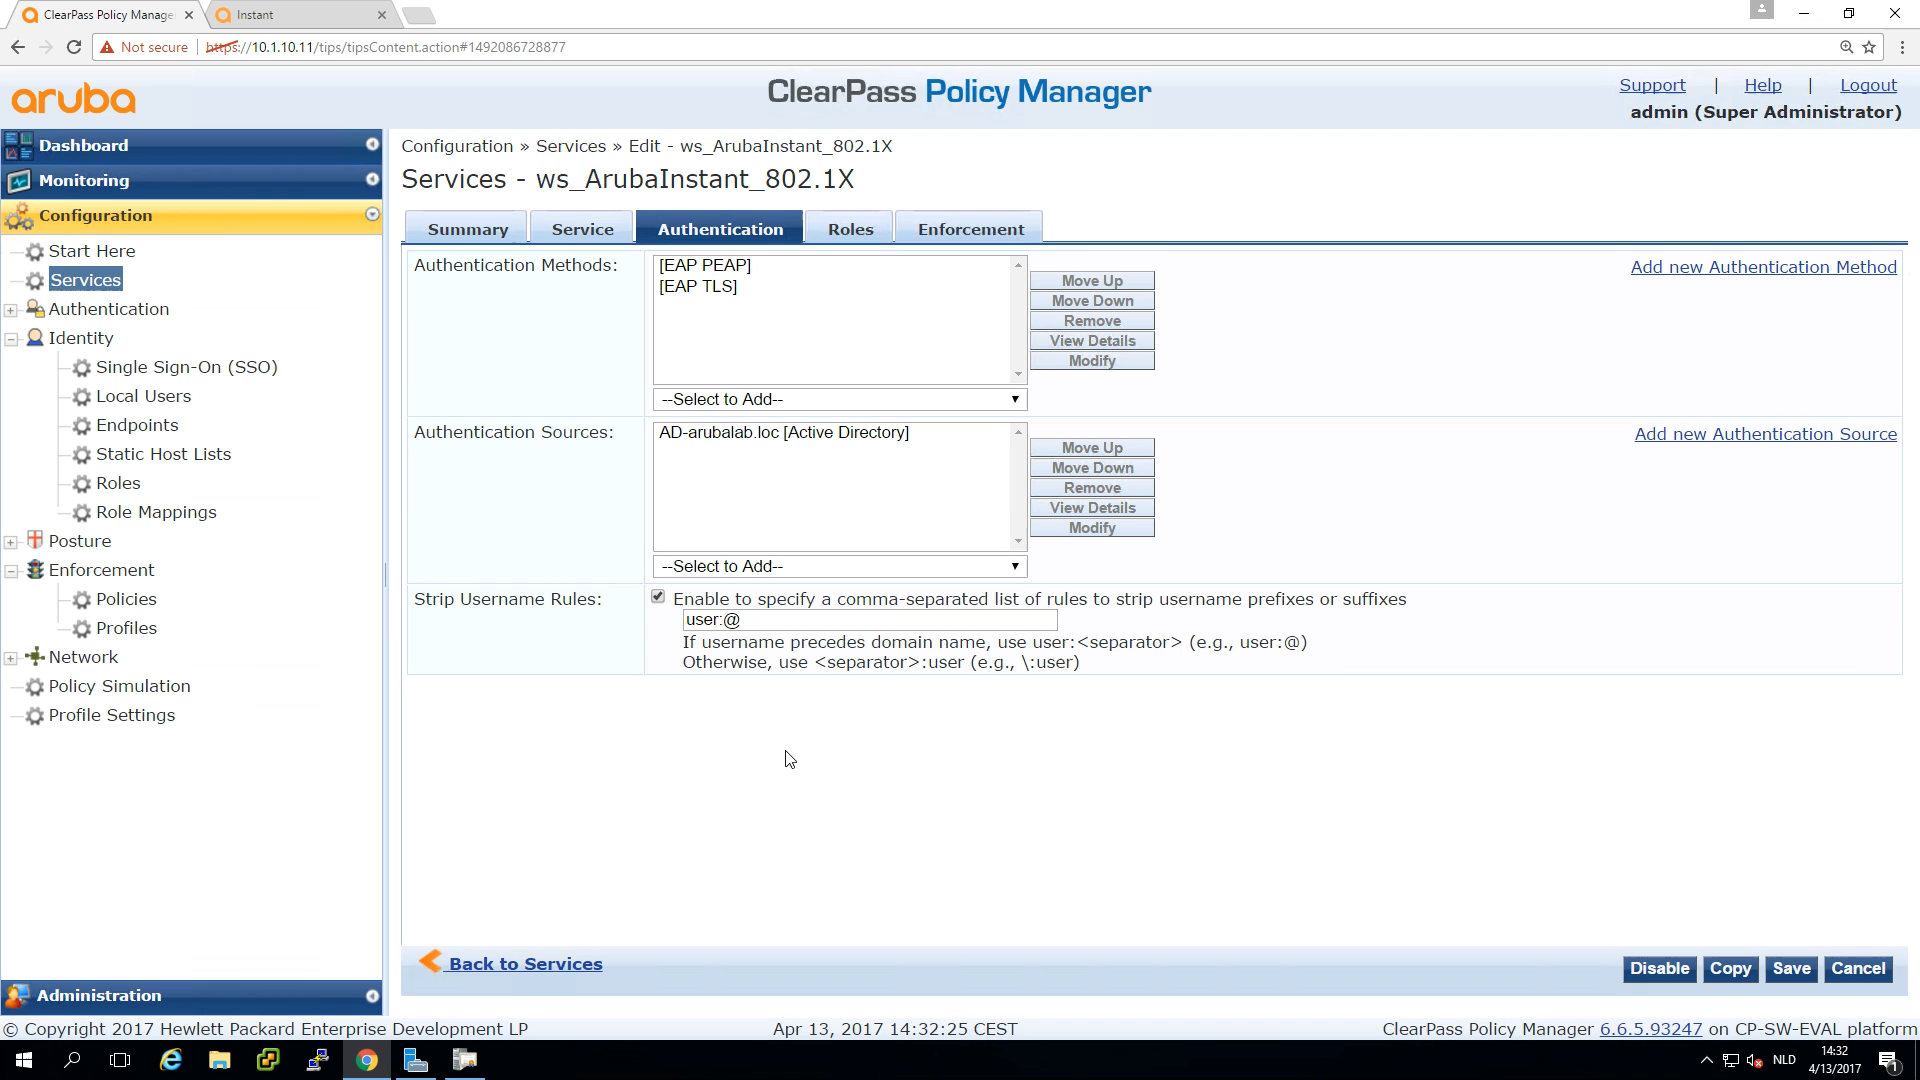 ClearPass Policy Manage
Instant
Not secure
https://10.1.10.11/tips/tipsContent.action#1492086728877
aruba
ClearPass Policy Manager
Support | Help | Logout
admin (Super Administrator)
Dashboard
Monitoring
Configuration
Start Here
Services
Authentication
Identity
Single Sign-On (SSO)
Local Users
Endpoints
Static Host Lists
Roles
Role Mappings
Posture
Enforcement
Policies
Profiles
Network
Policy Simulation
Profile Settings
Administration
Configuration » Services » Edit - ws_ArubaInstant_802.1X
Services - ws_ArubaInstant_802.1X
Summary
Service
Authentication
Roles
Enforcement
Authentication Methods:
[EAP PEAP]
[EAP TLS]
Move Up
Move Down
Remove
View Details
Modify
Add new Authentication Method
--Select to Add--
Authentication Sources:
AD-arubalab.loc [Active Directory]
Move Up
Move Down
Remove
View Details
Modify
Add new Authentication Source
--Select to Add--
Strip Username Rules:
Enable to specify a comma-separated list of rules to strip username prefixes or suffixes
user:@
If username precedes domain name, use user:<separator> (e.g., user:@)
Otherwise, use <separator>:user (e.g., \:user)
Back to Services
Disable
Copy
Save
Cancel
© Copyright 2017 Hewlett Packard Enterprise Development LP
Apr 13, 2017 14:32:25 CEST
ClearPass Policy Manager 6.6.5.93247 on CP-SW-EVAL platform
NLD
14:32
4/13/2017
1